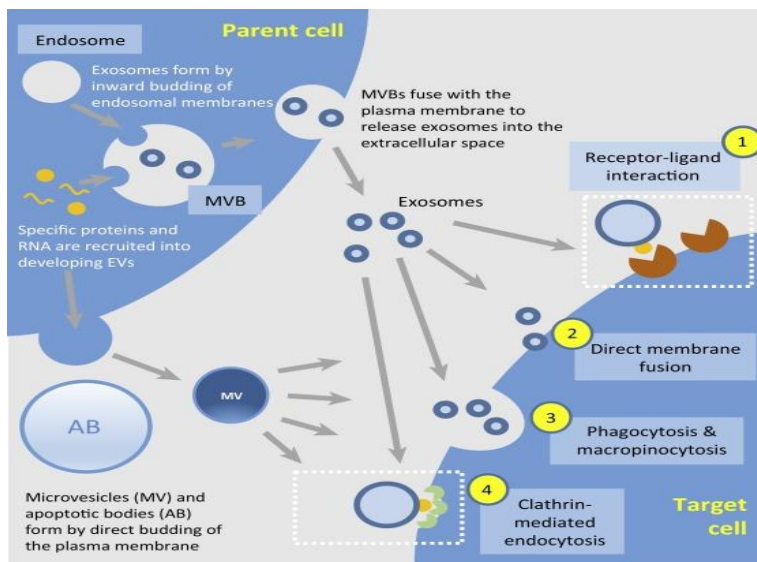 Parent cell
Endosome
Exosomes form by
inward budding of
endosomal membranes
MVB
Specific proteins and
RNA are recruited into
developing EVs
MVBs fuse with the
plasma membrane to
release exosomes into the
extracellular space
Exosomes
1
Receptor-ligand
interaction
2
Direct membrane
fusion
3
Phagocytosis &
macropinocytosis
4
Clathrin-
mediated
endocytosis
Target
cell
MV
AB
Microvesicles (MV) and
apoptotic bodies (AB)
form by direct budding of
the plasma membrane